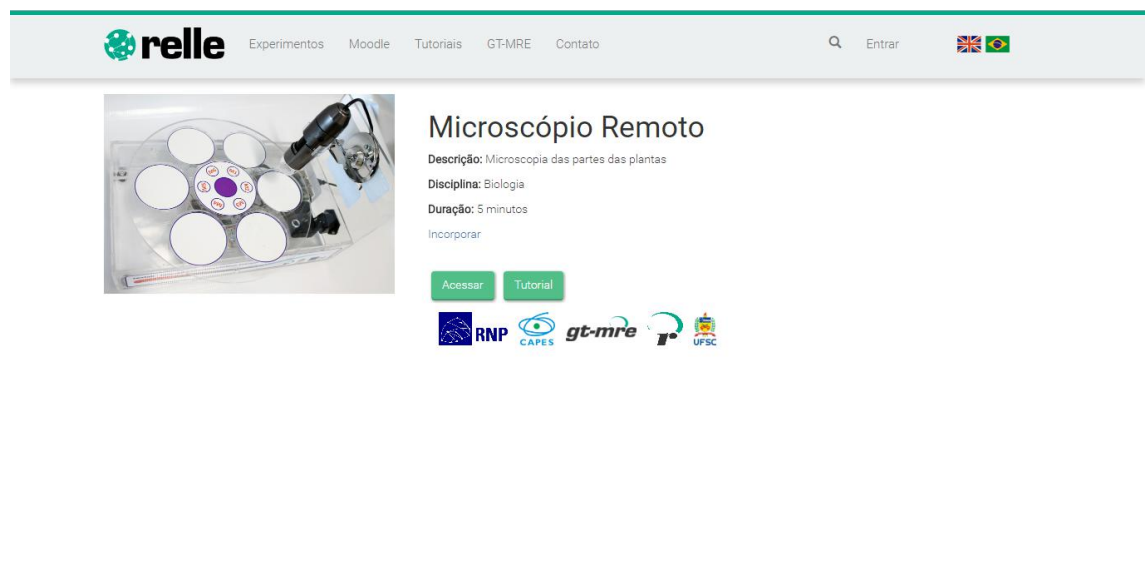 relle Experimentos Moodle Tutoriais GT-MRE Contato Entrar
Microscópio Remoto
Descrição: Microscopia das partes das plantas
Disciplina: Biologia
Duração: 5 minutos
Incorporar
Acessar Tutorial
RNP CAPES gt-mre r UFSC